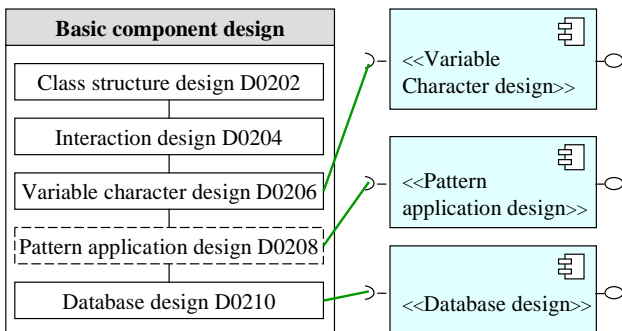 Basic component design
Class structure design D0202
Interaction design D0204
Variable character design D0206
Pattern application design D0208
Database design D0210
<<Variable
Character design>>
<<Pattern
application design>>
<<Database design>>